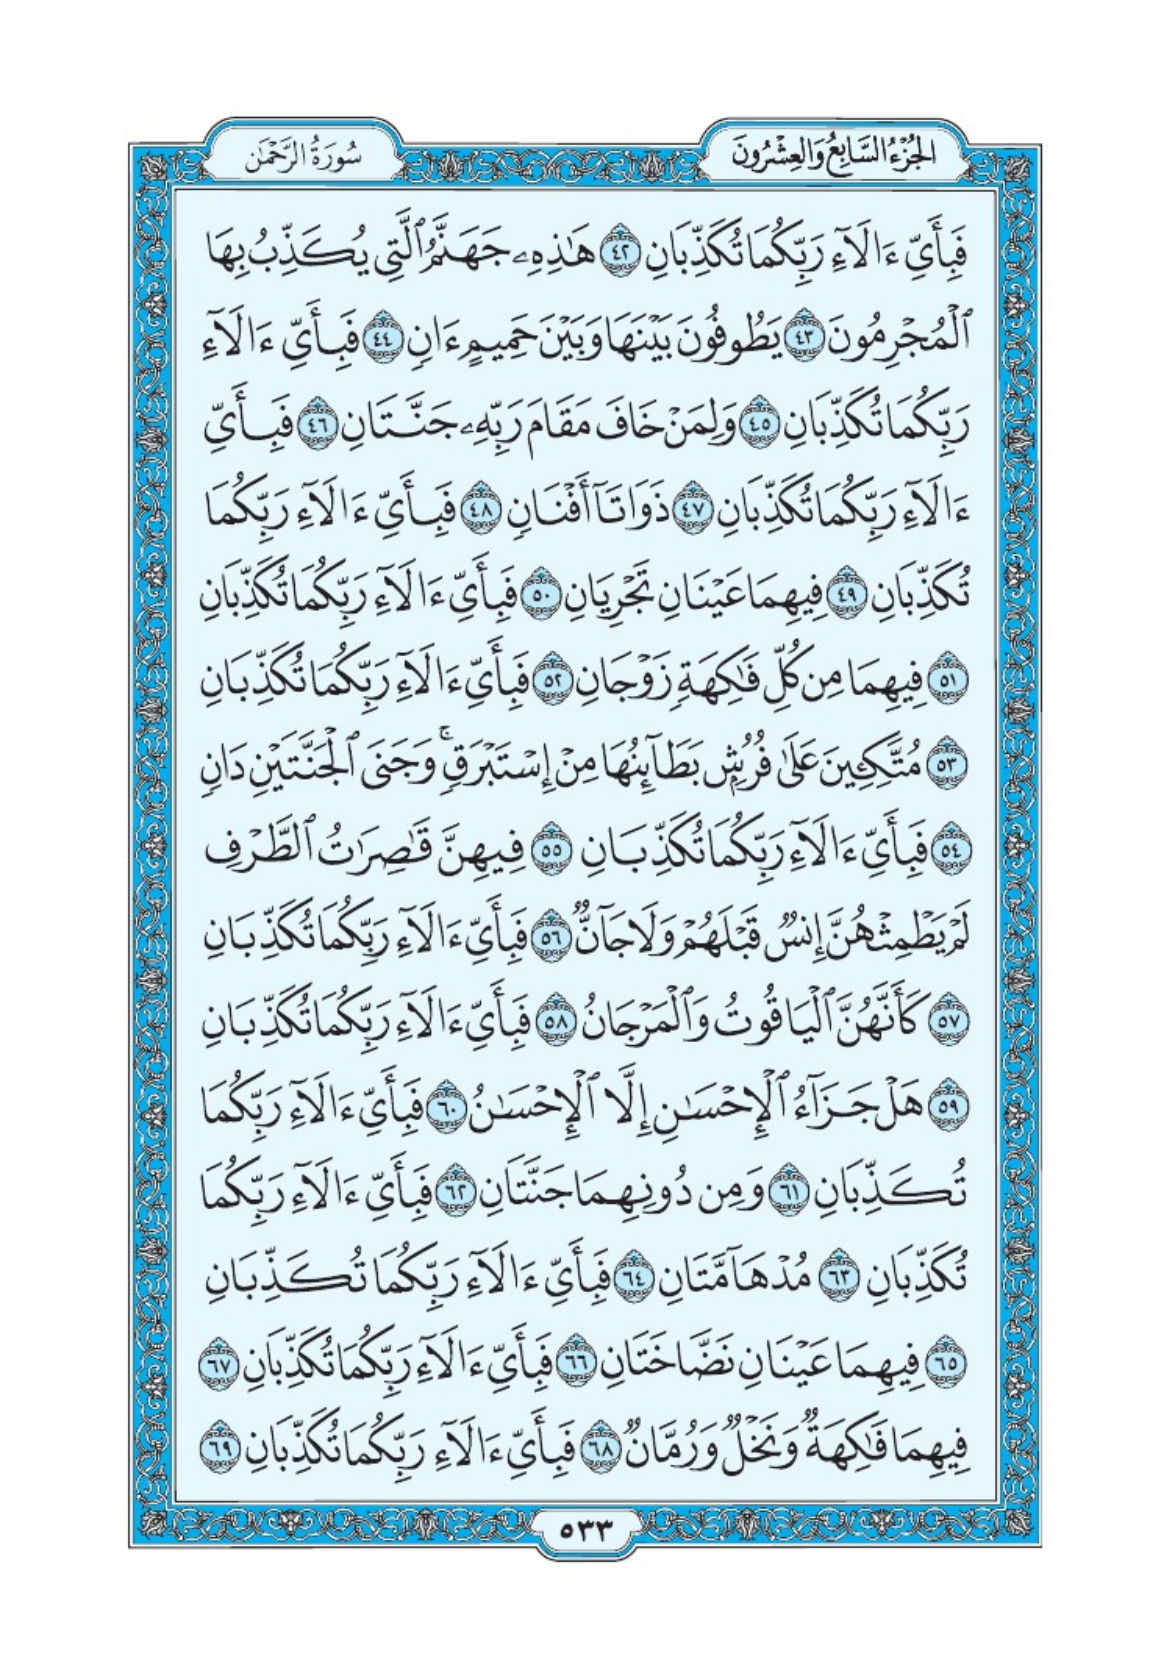 الجُزْءُ السَّابِعُ وَالعِشْرُونَ
سُورَةُ الرَّحْمَٰن
فَبِأَيِّ ءَالَآءِ رَبِّكُمَا تُكَذِّبَانِ ٤٢ هَٰذِهِۦ جَهَنَّمُ ٱلَّتِي يُكَذِّبُ بِهَا
ٱلْمُجْرِمُونَ ٤٣ يَطُوفُونَ بَيْنَهَا وَبَيْنَ حَمِيمٍ ءَانٍ ٤٤ فَبِأَيِّ ءَالَآءِ
رَبِّكُمَا تُكَذِّبَانِ ٤٥ وَلِمَنْ خَافَ مَقَامَ رَبِّهِۦ جَنَّتَانِ ٤٦ فَبِأَيِّ
ءَالَآءِ رَبِّكُمَا تُكَذِّبَانِ ٤٧ ذَوَاتَآ أَفْنَانٍ ٤٨ فَبِأَيِّ ءَالَآءِ رَبِّكُمَا
تُكَذِّبَانِ ٤٩ فِيهِمَا عَيْنَانِ تَجْرِيَانِ ٥٠ فَبِأَيِّ ءَالَآءِ رَبِّكُمَا تُكَذِّبَانِ
٥١ فِيهِمَا مِن كُلِّ فَٰكِهَةٍ زَوْجَانِ ٥٢ فَبِأَيِّ ءَالَآءِ رَبِّكُمَا تُكَذِّبَانِ
٥٣ مُتَّكِـِٔينَ عَلَىٰ فُرُشٍۭ بَطَآئِنُهَا مِنْ إِسْتَبْرَقٍۚ وَجَنَى ٱلْجَنَّتَيْنِ دَانٍ
٥٤ فَبِأَيِّ ءَالَآءِ رَبِّكُمَا تُكَذِّبَانِ ٥٥ فِيهِنَّ قَٰصِرَٰتُ ٱلطَّرْفِ
لَمْ يَطْمِثْهُنَّ إِنسٌ قَبْلَهُمْ وَلَا جَآنٌّ ٥٦ فَبِأَيِّ ءَالَآءِ رَبِّكُمَا تُكَذِّبَانِ
٥٧ كَأَنَّهُنَّ ٱلْيَاقُوتُ وَٱلْمَرْجَانُ ٥٨ فَبِأَيِّ ءَالَآءِ رَبِّكُمَا تُكَذِّبَانِ
٥٩ هَلْ جَزَآءُ ٱلْإِحْسَٰنِ إِلَّا ٱلْإِحْسَٰنُ ٦٠ فَبِأَيِّ ءَالَآءِ رَبِّكُمَا
تُكَذِّبَانِ ٦١ وَمِن دُونِهِمَا جَنَّتَانِ ٦٢ فَبِأَيِّ ءَالَآءِ رَبِّكُمَا
تُكَذِّبَانِ ٦٣ مُدْهَآمَّتَانِ ٦٤ فَبِأَيِّ ءَالَآءِ رَبِّكُمَا تُكَذِّبَانِ
٦٥ فِيهِمَا عَيْنَانِ نَضَّاخَتَانِ ٦٦ فَبِأَيِّ ءَالَآءِ رَبِّكُمَا تُكَذِّبَانِ ٦٧
فِيهِمَا فَٰكِهَةٌ وَنَخْلٌ وَرُمَّانٌ ٦٨ فَبِأَيِّ ءَالَآءِ رَبِّكُمَا تُكَذِّبَانِ ٦٩
٥٣٣